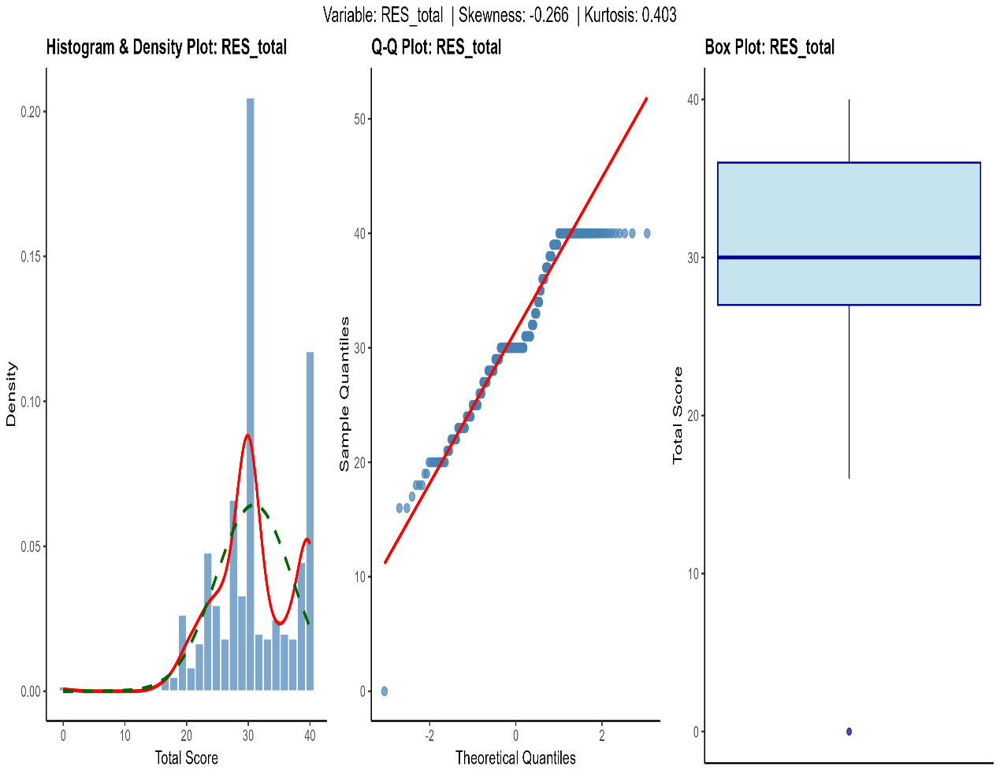 Variable: RES_total | Skewness: -0.266 | Kurtosis: 0.403
Histogram & Density Plot: RES_total
Density
0.20
0.15
0.10
0.05
0.00
0
10
20
30
40
Total Score
Q-Q Plot: RES_total
Sample Quantiles
50
40
30
20
10
0
-2
0
2
Theoretical Quantiles
Box Plot: RES_total
Total Score
40
30
20
10
0